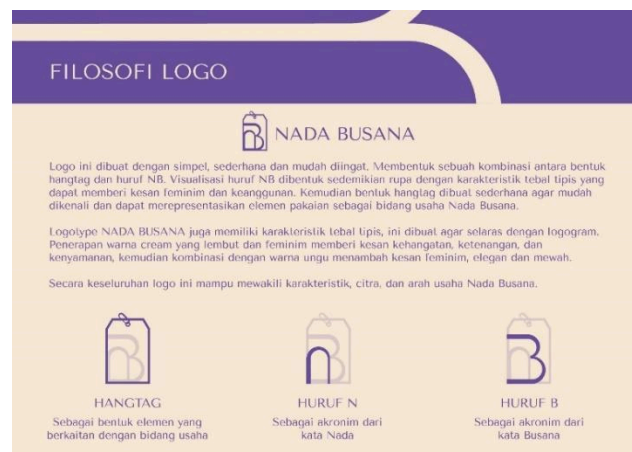 FILOSOFI LOGO
NADA BUSANA
Logo ini dibuat dengan simpel, sederhana dan mudah diingat. Membentuk sebuah kombinasi antara bentuk
hangtag dan huruf NB. Visualisasi huruf NB dibentuk sedemikian rupa dengan karakteristik tebal tipis yang
dapat memberi kesan feminim dan keanggunan. Kemudian bentuk hangtag dibuat sederhana agar mudah
dikenali dan dapat merepresentasikan elemen pakaian sebagai bidang usaha Nada Busana.
Logotype NADA BUSANA juga memiliki karakteristik tebal tipis, ini dibuat agar selaras dengan logogram.
Penerapan warna cream yang lembut dan feminim memberi kesan kehangatan, ketenangan, dan
kenyamanan, kemudian kombinasi dengan warna ungu menambah kesan feminim, elegan dan mewah.
Secara keseluruhan logo ini mampu mewakili karakteristik, citra, dan arah usaha Nada Busana.
HANGTAG
Sebagai bentuk elemen yang
berkaitan dengan bidang usaha
HURUF N
Sebagai akronim dari
kata Nada
HURUF B
Sebagai akronim dari
kata Busana